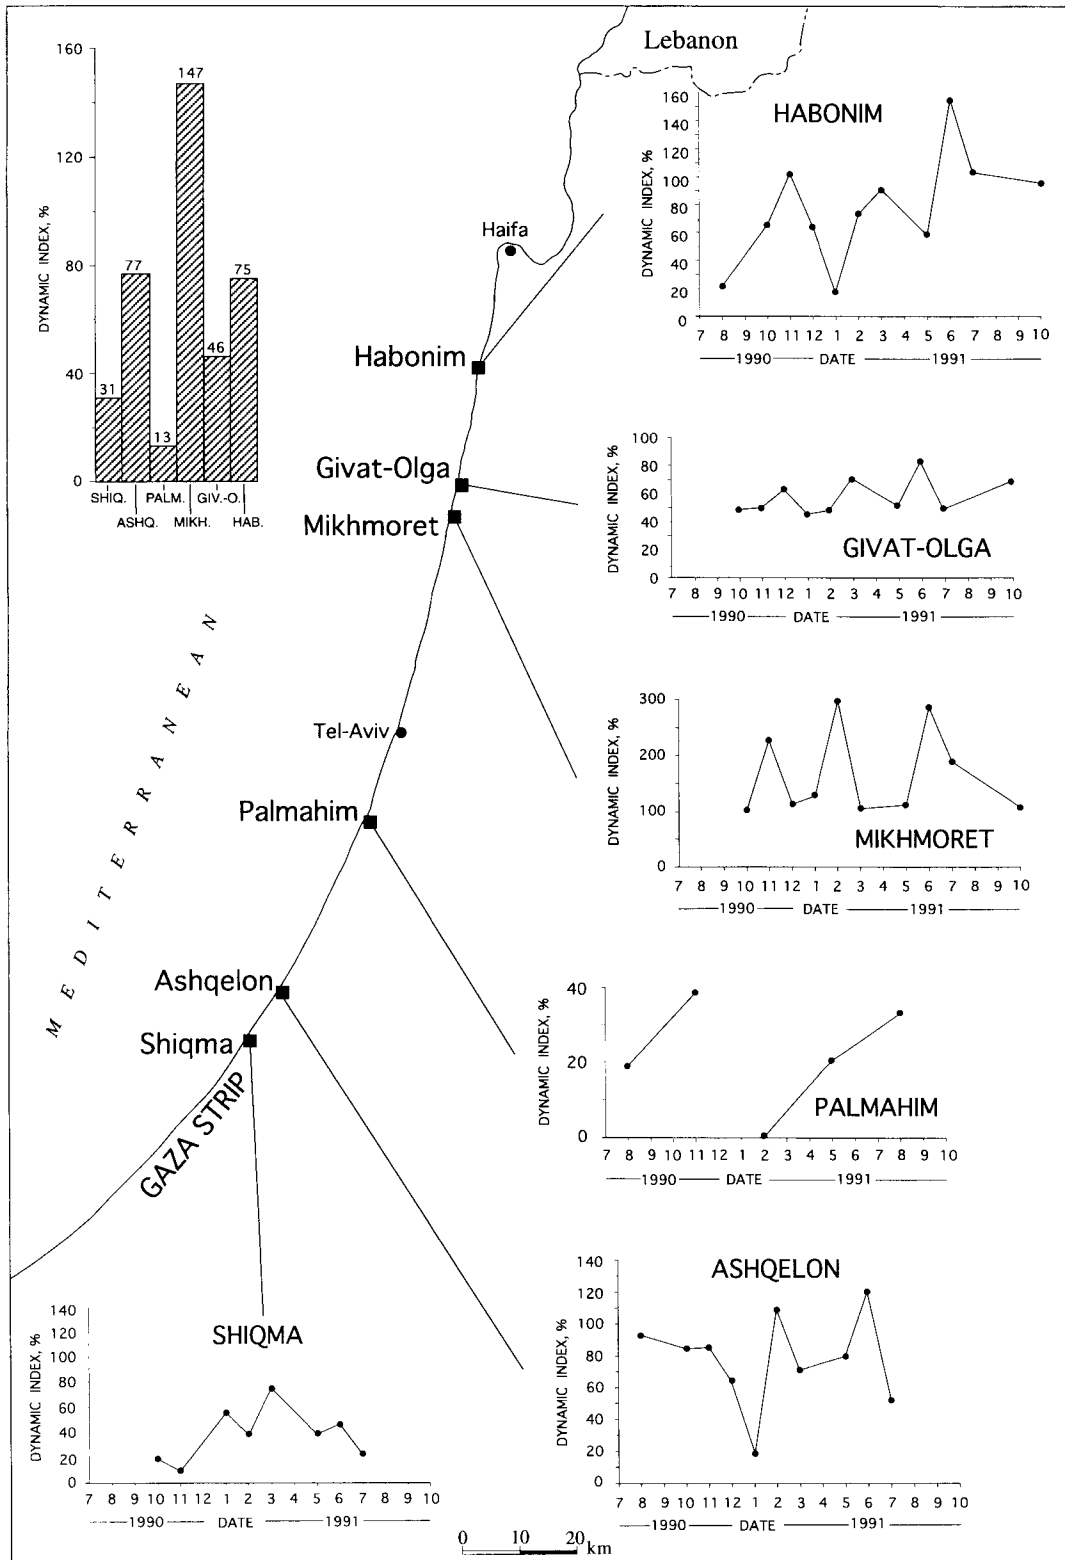 Lebanon
160
120
80
40
0
DYNAMIC INDEX, %
31
77
13
147
46
75
SHIQ.
PALM.
GIV.-O.
ASHQ.
MIKH.
HAB.
HABONIM
DYNAMIC INDEX, %
160
140
120
100
80
60
40
20
0
7 8 9 10 11 12 1 2 3 4 5 6 7 8 9 10
1990 DATE 1991
Haifa
Habonim
Givat-Olga
Mikhmoret
GIVAT-OLGA
DYNAMIC INDEX, %
100
80
60
40
20
0
7 8 9 10 11 12 1 2 3 4 5 6 7 8 9 10
1990 DATE 1991
MEDITERRANEAN
Tel-Aviv
Palmahim
MIKHMORET
DYNAMIC INDEX, %
300
200
100
0
7 8 9 10 11 12 1 2 3 4 5 6 7 8 9 10
1990 DATE 1991
Ashqelon
Shiqma
GAZA STRIP
PALMAHIM
DYNAMIC INDEX, %
40
20
0
7 8 9 10 11 12 1 2 3 4 5 6 7 8 9 10
1990 DATE 1991
ASHQELON
DYNAMIC INDEX, %
140
120
100
80
60
40
20
0
7 8 9 10 11 12 1 2 3 4 5 6 7 8 9 10
1990 DATE 1991
SHIQMA
DYNAMIC INDEX, %
140
120
100
80
60
40
20
0
7 8 9 10 11 12 1 2 3 4 5 6 7 8 9 10
1990 DATE 1991
0 10 20 km